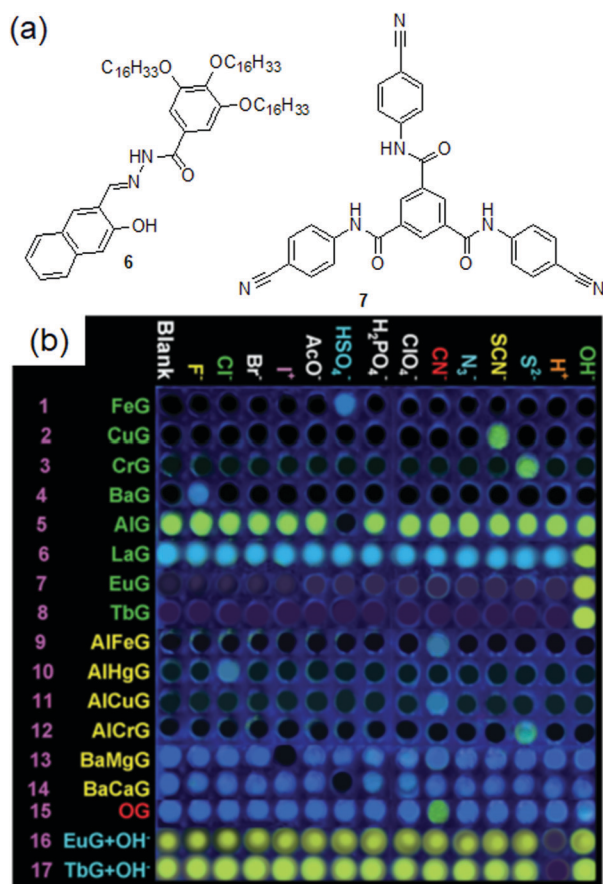 (a)
C16H33O OC16H33
OC16H33
HN
N
O
OH
6
N
HN
O
NH
O
O
HN
N
N
7
(b)
Blank F⁻ Cl⁻ Br⁻ I⁺ AcO⁻ HSO₄⁻ H₂PO₄⁻ ClO₄⁻ CN⁻ N₃⁻ SCN⁻ S²⁻ H⁺ OH⁻
1 FeG
2 CuG
3 CrG
4 BaG
5 AlG
6 LaG
7 EuG
8 TbG
9 AlFeG
10 AlHgG
11 AlCuG
12 AlCrG
13 BaMgG
14 BaCaG
15 OG
16 EuG+OH⁻
17 TbG+OH⁻